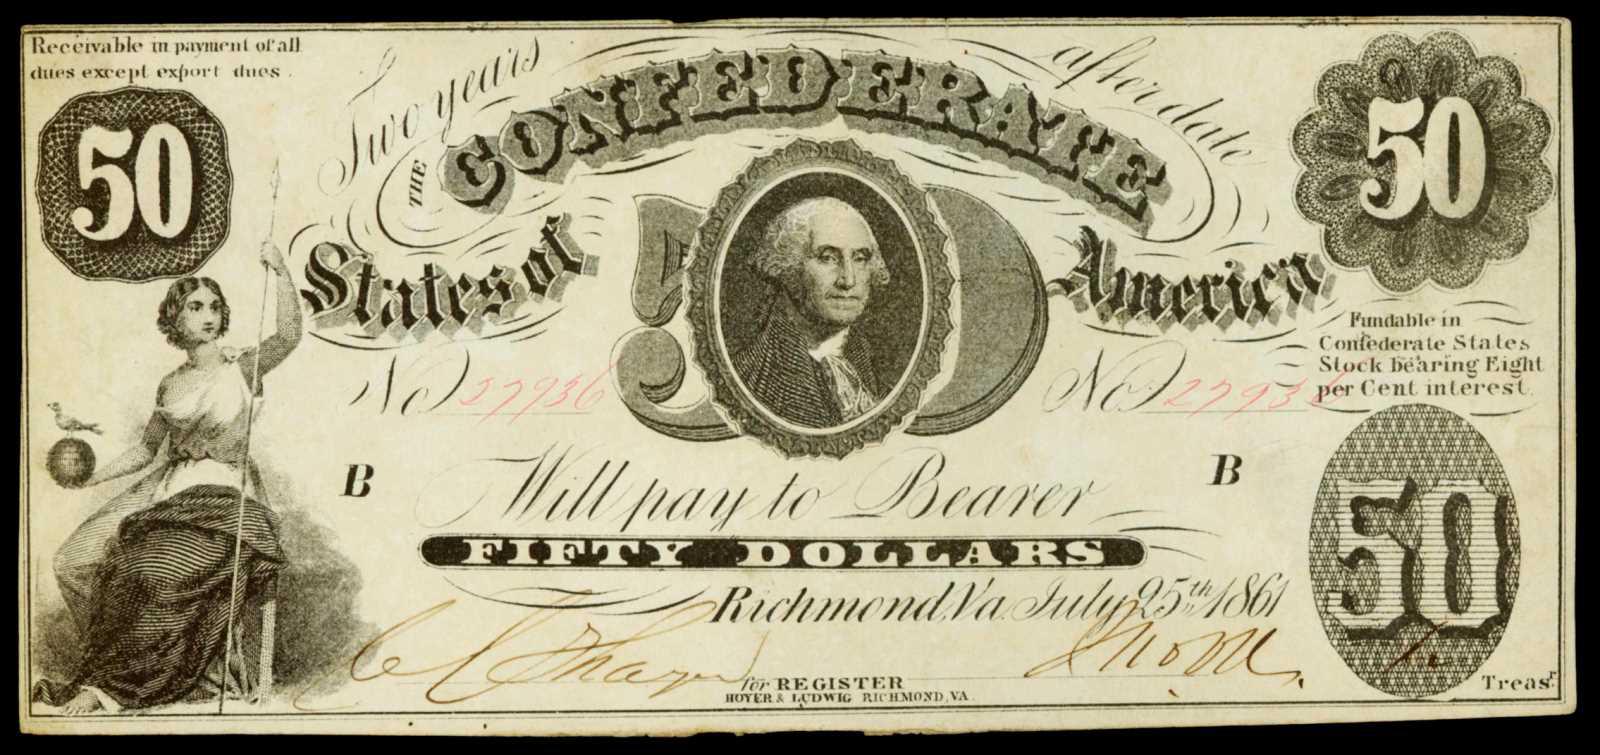 Receivable in payment of all
dues except export dues.
50
Two years after date
50
THE CONFEDERATE
States of America
50
Fundable in
Confederate States
Stock bearing Eight
per Cent interest.
No 27936
No 27936
B
B
Will pay to Bearer
FIFTY DOLLARS
50
Richmond, Va. July 25th 1861
for REGISTER
Treasr.
HOYER & LUDWIG RICHMOND, VA.